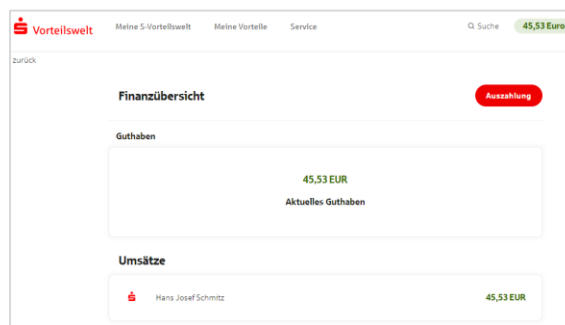 Vorteilswelt Meine S-Vorteilswelt Meine Vorteile Service Suche 45,53 Euro
zurück
Finanzübersicht Auszahlung
Guthaben
45,53 EUR
Aktuelles Guthaben
Umsätze
Hans Josef Schmitz 45,53 EUR